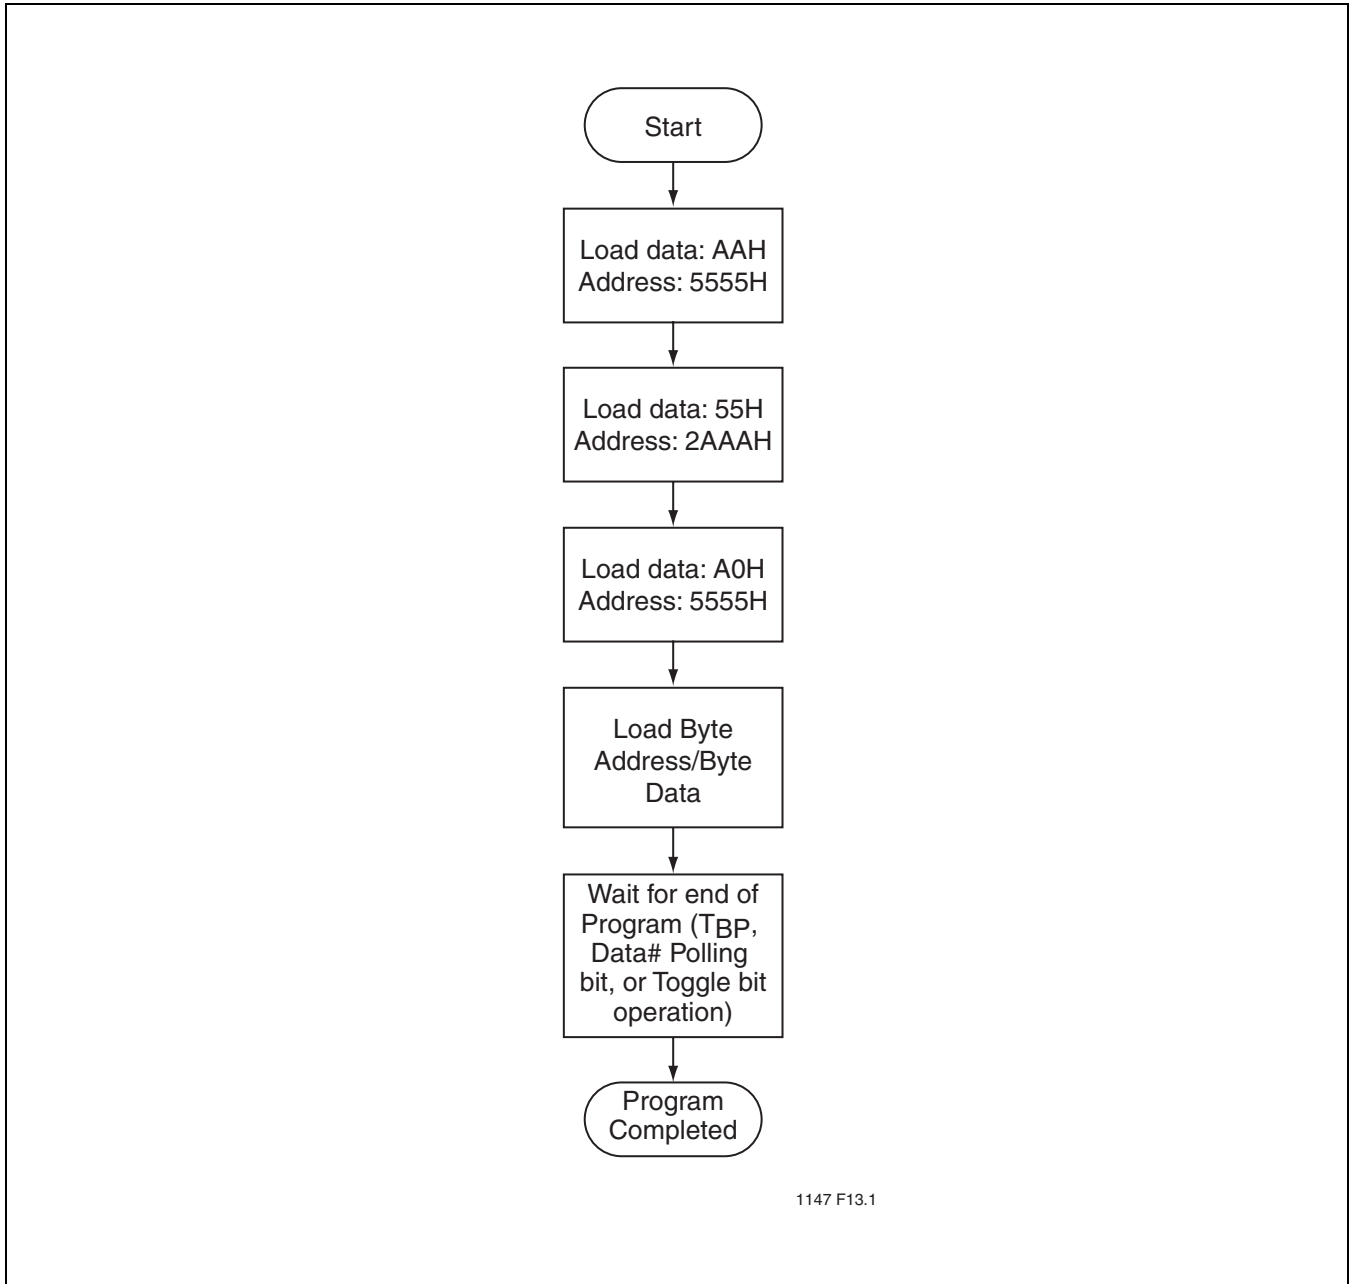 Start
Load data: AAH
Address: 5555H
Load data: 55H
Address: 2AAAH
Load data: A0H
Address: 5555H
Load Byte
Address/Byte
Data
Wait for end of
Program (TBP,
Data# Polling
bit, or Toggle bit
operation)
Program
Completed
1147 F13.1